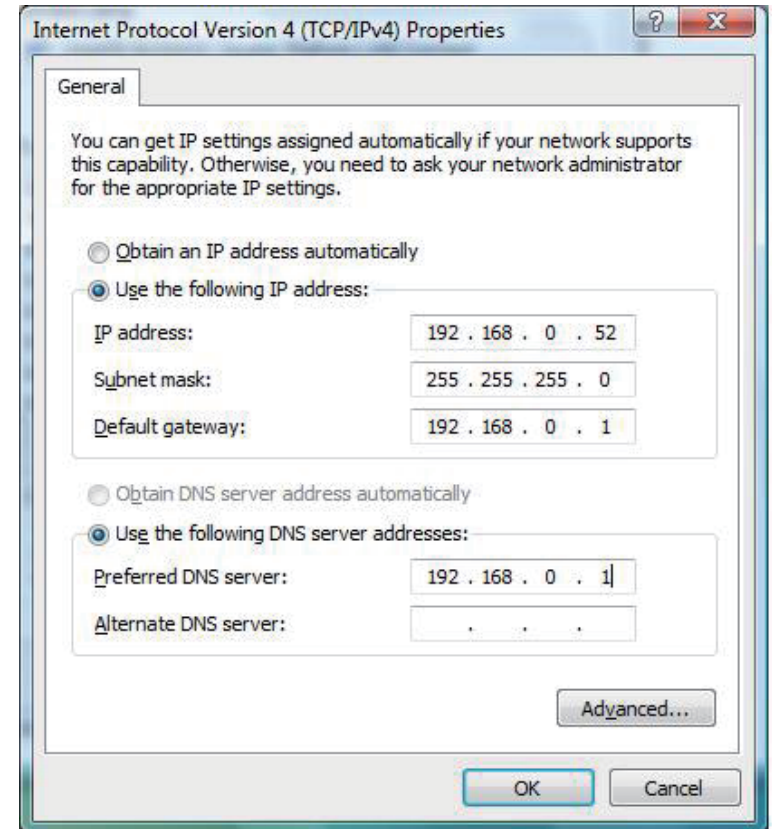 Internet Protocol Version 4 (TCP/IPv4) Properties
General
You can get IP settings assigned automatically if your network supports
this capability. Otherwise, you need to ask your network administrator
for the appropriate IP settings.
Obtain an IP address automatically
Use the following IP address:
IP address: 192 . 168 . 0 . 52
Subnet mask: 255 . 255 . 255 . 0
Default gateway: 192 . 168 . 0 . 1
Obtain DNS server address automatically
Use the following DNS server addresses:
Preferred DNS server: 192 . 168 . 0 . 1
Alternate DNS server: . . .
Advanced...
OK Cancel